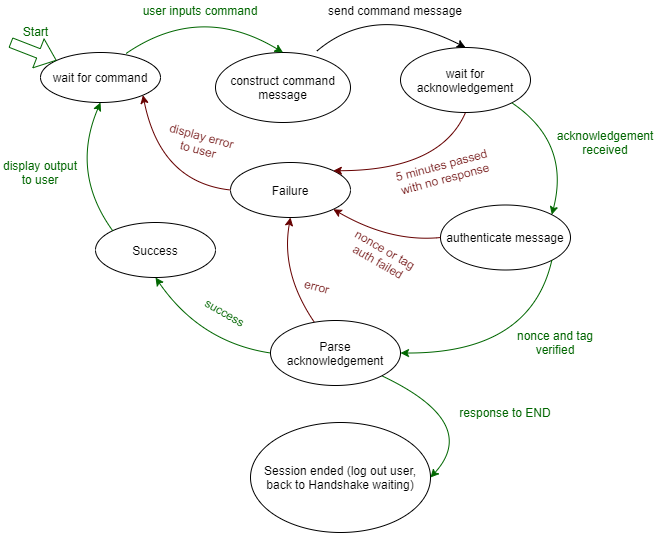 user inputs command
send command message
Start
wait for command
construct command
message
wait for
acknowledgement
acknowledgement
received
display error
to user
5 minutes passed
with no response
display output
to user
Failure
nonce or tag
auth failed
authenticate message
Success
error
success
nonce and tag
verified
Parse
acknowledgement
response to END
Session ended (log out user,
back to Handshake waiting)